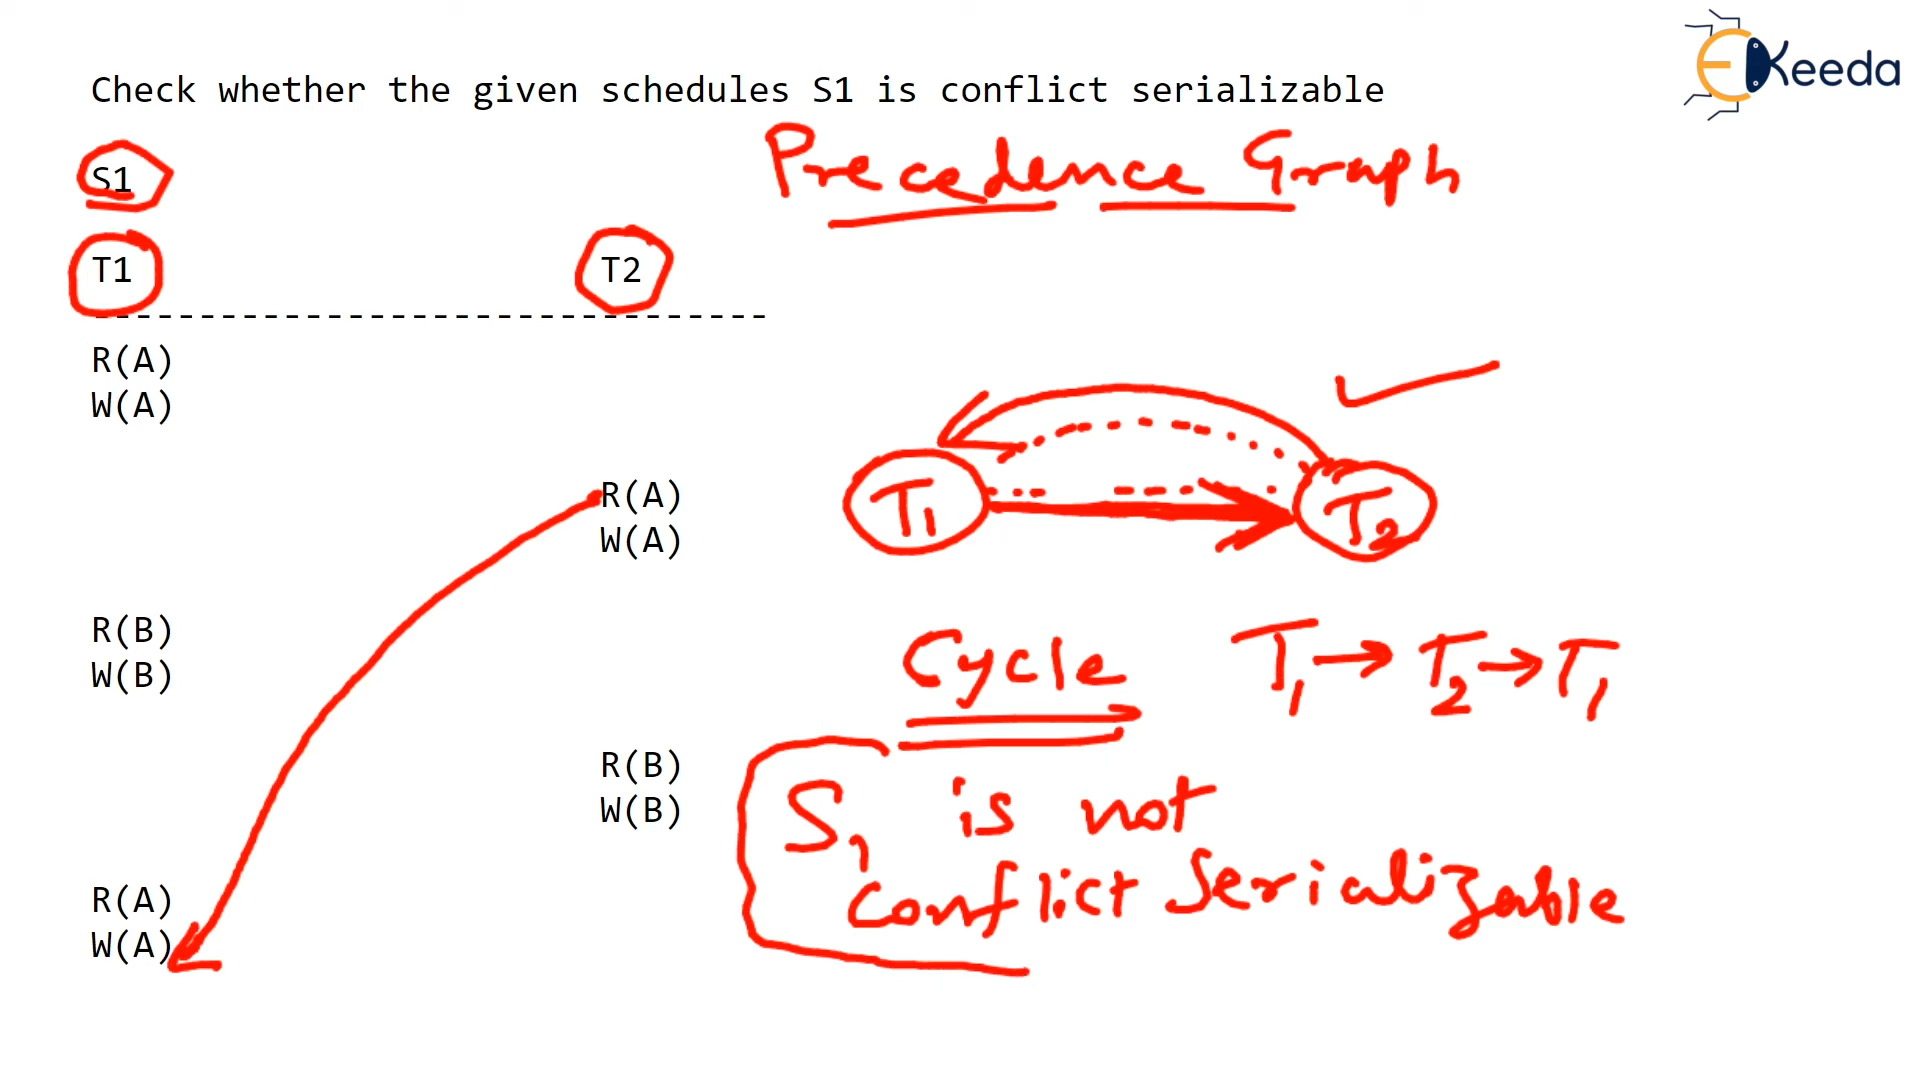 Check whether the given schedules S1 is conflict serializable
EKeeda
S1
Precedence Graph
T1 T2
---------------------------------
R(A)
W(A)
R(A)
W(A)
T1 T2
R(B)
W(B)
Cycle T1 → T2 → T1
R(B)
W(B)
S1 is not
conflict serializable
R(A)
W(A)